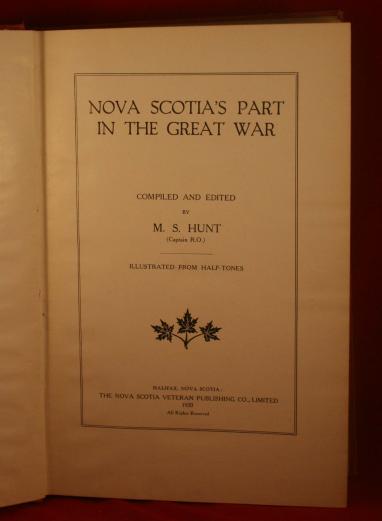 NOVA SCOTIA'S PART
IN THE GREAT WAR
COMPILED AND EDITED
BY
M. S. HUNT
(Captain R.O.)
ILLUSTRATED FROM HALF-TONES
HALIFAX, NOVA SCOTIA:
THE NOVA SCOTIA VETERAN PUBLISHING CO., LIMITED
1920
All Rights Reserved